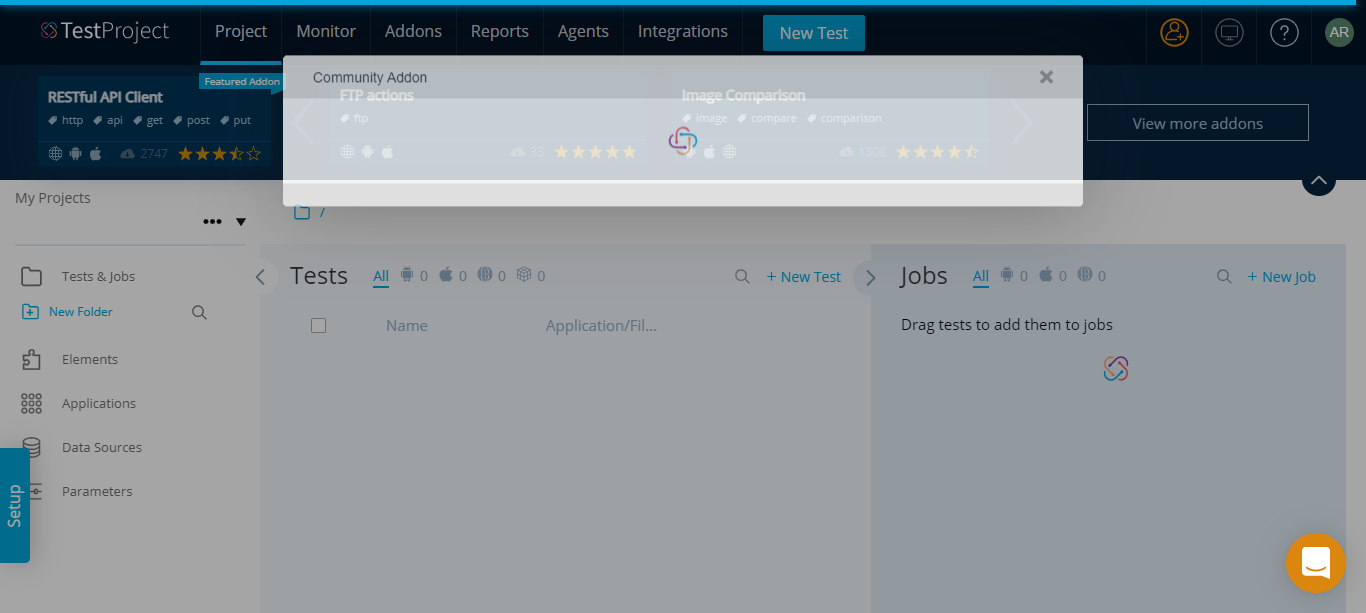 TestProject
Project
Monitor
Addons
Reports
Agents
Integrations
New Test
?
AR
Featured Addon
RESTful API Client
http api get post put
2747
Community Addon
FTP actions
ftp
33
Image Comparison
image compare comparison
1308
View more addons
My Projects
/
Tests & Jobs
New Folder
Elements
Applications
Data Sources
Parameters
Setup
Tests All 0 0 0 0
+ New Test
Name Application/Fil...
Jobs All 0 0 0
+ New Job
Drag tests to add them to jobs